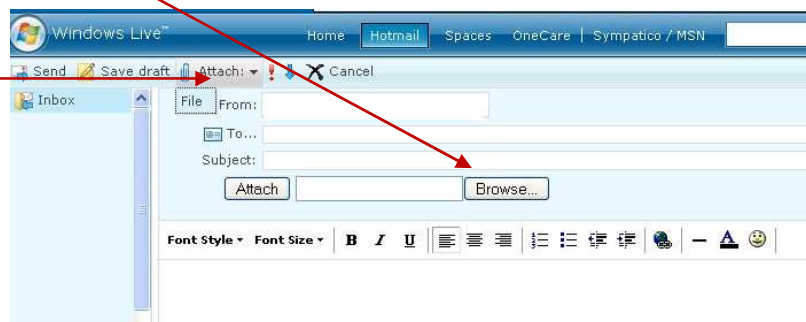 Windows Live™ Home Hotmail Spaces OneCare | Sympatico / MSN
Send Save draft Attach: Cancel
Inbox File From:
To...
Subject:
Attach Browse...
Font Style Font Size B I U A